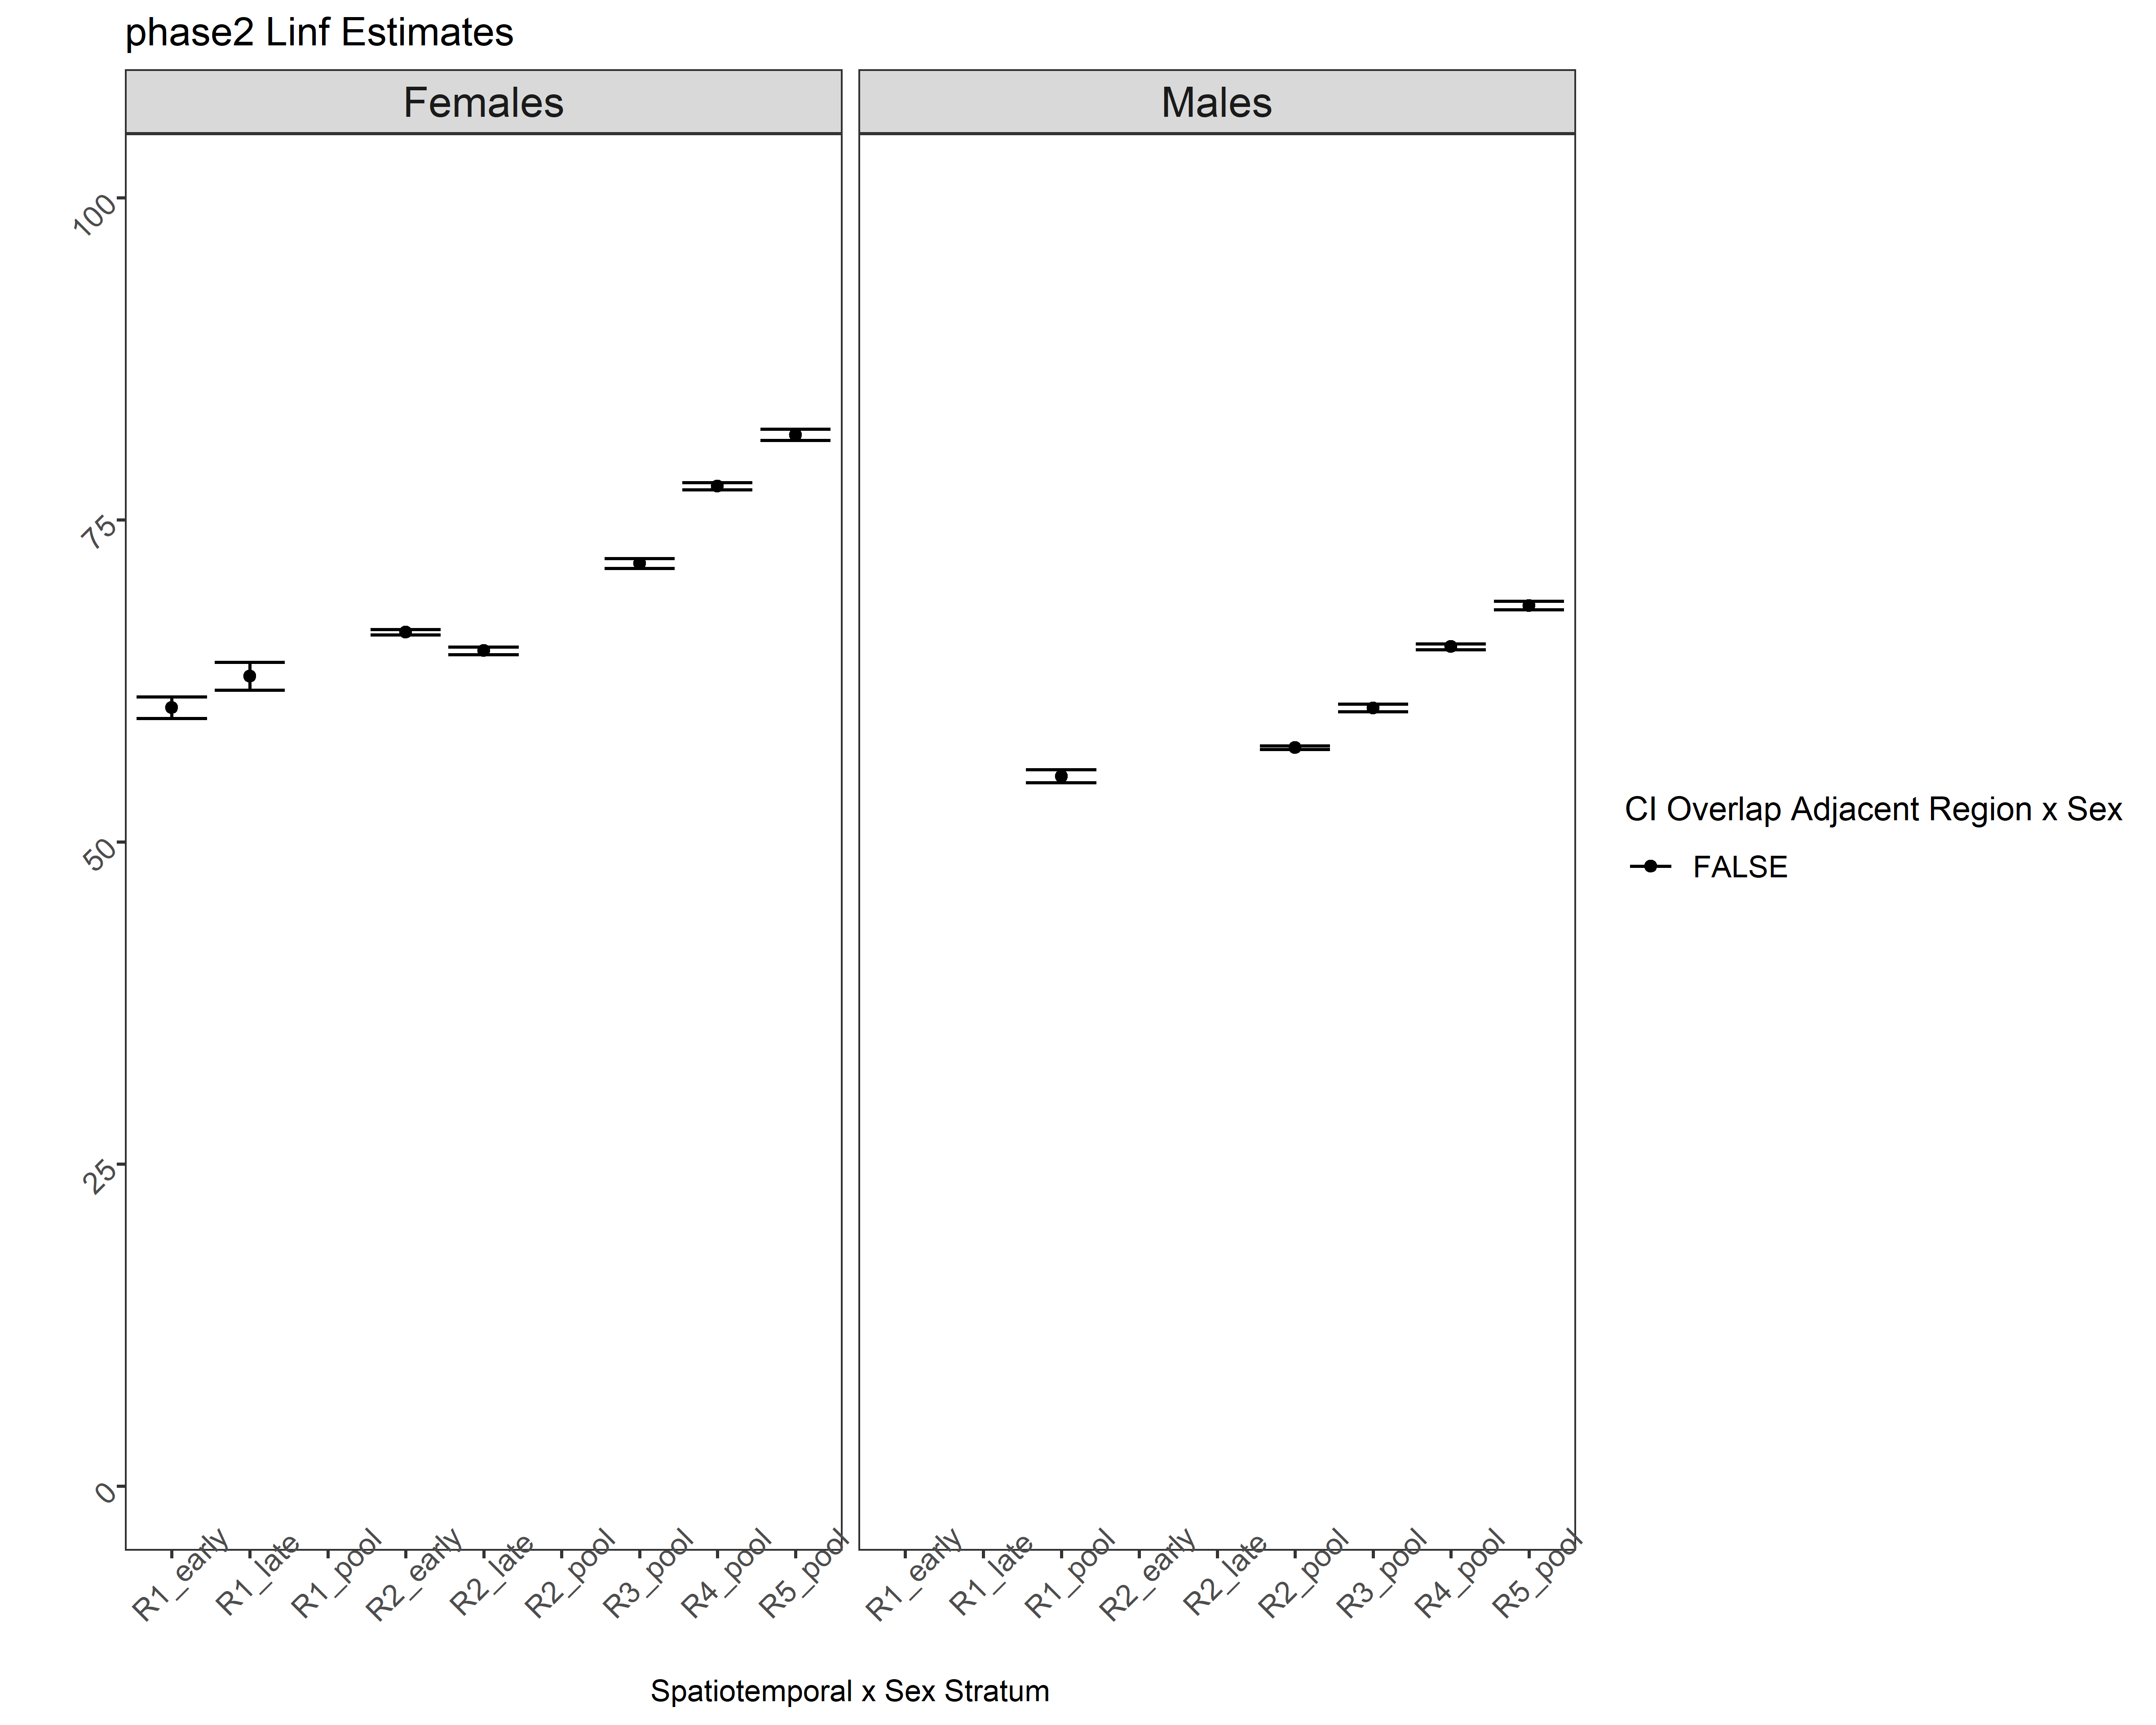 phase2 Linf Estimates
Females
Males
100
75
50
25
0
R1_early
R1_late
R1_pool
R2_early
R2_late
R2_pool
R3_pool
R4_pool
R5_pool
R1_early
R1_late
R1_pool
R2_early
R2_late
R2_pool
R3_pool
R4_pool
R5_pool
Spatiotemporal x Sex Stratum
CI Overlap Adjacent Region x Sex
FALSE